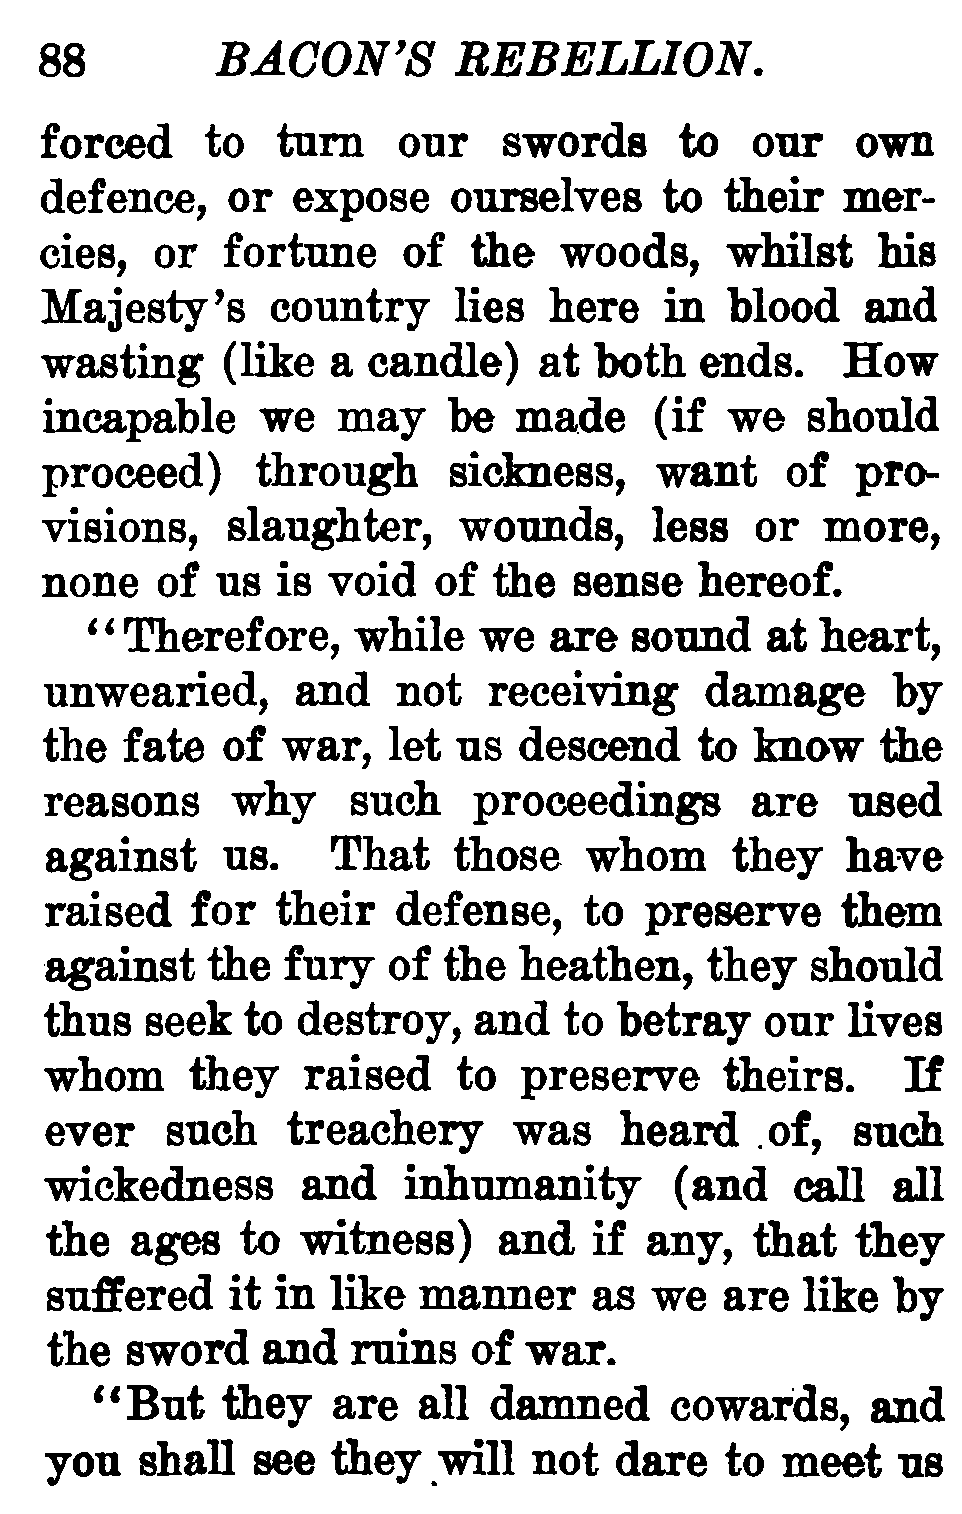 88 BACON'S REBELLION.
forced to turn our swords to our own
defence, or expose ourselves to their mer-
cies, or fortune of the woods, whilst his
Majesty's country lies here in blood and
wasting (like a candle) at both ends. How
incapable we may be made (if we should
proceed) through sickness, want of pro-
visions, slaughter, wounds, less or more,
none of us is void of the sense hereof.
"Therefore, while we are sound at heart,
unwearied, and not receiving damage by
the fate of war, let us descend to know the
reasons why such proceedings are used
against us. That those whom they have
raised for their defense, to preserve them
against the fury of the heathen, they should
thus seek to destroy, and to betray our lives
whom they raised to preserve theirs. If
ever such treachery was heard of, such
wickedness and inhumanity (and call all
the ages to witness) and if any, that they
suffered it in like manner as we are like by
the sword and ruins of war.
"But they are all damned cowards, and
you shall see they will not dare to meet us